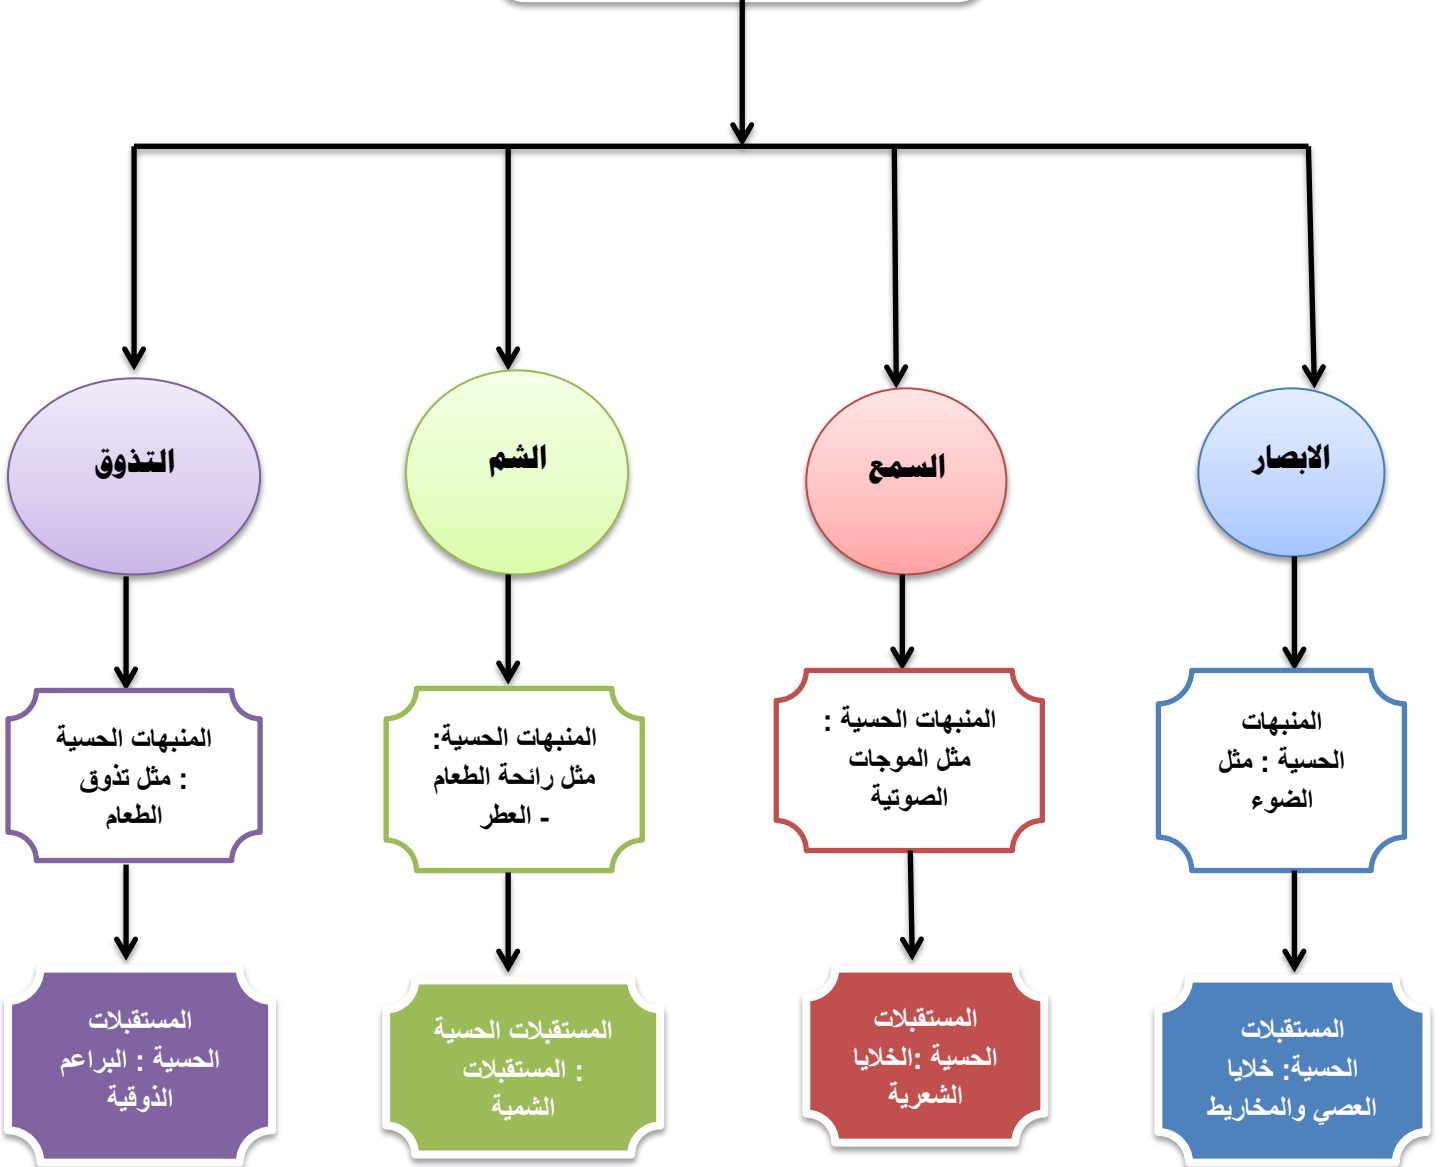 الابصار
السمع
الشم
التذوق
المنبهات
الحسية : مثل
الضوء
المنبهات الحسية :
مثل الموجات
الصوتية
المنبهات الحسية:
مثل رائحة الطعام
- العطر
المنبهات الحسية
: مثل تذوق
الطعام
المستقبلات
الحسية: خلايا
العصي والمخاريط
المستقبلات
الحسية :الخلايا
الشعرية
المستقبلات الحسية
: المستقبلات
الشمية
المستقبلات
الحسية : البراعم
الذوقية